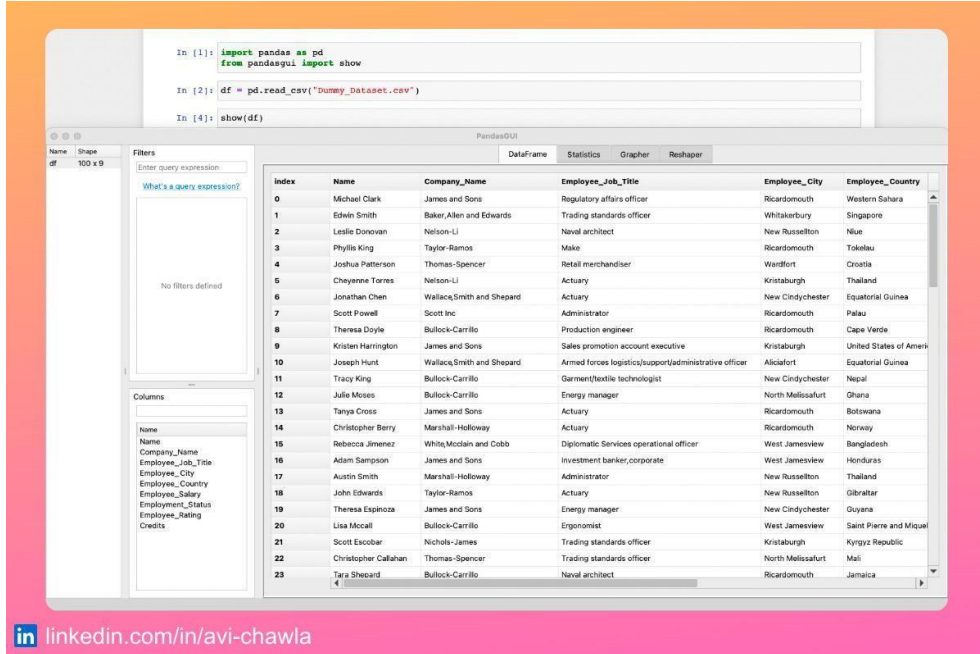 In [1]: import pandas as pd
from pandasgui import show
In [2]: df = pd.read_csv("Dummy_Dataset.csv")
In [4]: show(df)
PandasGUI
Name Shape
df 100 x 9
Filters
Enter query expression
What's a query expression?
No filters defined
Columns
Name
Name
Company_Name
Employee_Job_Title
Employee_City
Employee_Country
Employee_Salary
Employment_Status
Employee_Rating
Credits
DataFrame Statistics Grapher Reshaper
index Name Company_Name Employee_Job_Title Employee_City Employee_Country
0 Michael Clark James and Sons Regulatory affairs officer Ricardomouth Western Sahara
1 Edwin Smith Baker,Allen and Edwards Trading standards officer Whitakerbury Singapore
2 Leslie Donovan Nelson-Li Naval architect New Russellton Niue
3 Phyllis King Taylor-Ramos Make Ricardomouth Tokelau
4 Joshua Patterson Thomas-Spencer Retail merchandiser Wardfort Croatia
5 Cheyenne Torres Nelson-Li Actuary Kristaburgh Thailand
6 Jonathan Chen Wallace,Smith and Shepard Actuary New Cindychester Equatorial Guinea
7 Scott Powell Scott Inc Administrator Ricardomouth Palau
8 Theresa Doyle Bullock-Carrillo Production engineer Ricardomouth Cape Verde
9 Kristen Harrington James and Sons Sales promotion account executive Kristaburgh United States of Ameri
10 Joseph Hunt Wallace,Smith and Shepard Armed forces logistics/support/administrative officer Aliciafort Equatorial Guinea
11 Tracy King Bullock-Carrillo Garment/textile technologist New Cindychester Nepal
12 Julie Moses Bullock-Carrillo Energy manager North Melissafurt Ghana
13 Tanya Cross James and Sons Actuary Ricardomouth Botswana
14 Christopher Berry Marshall-Holloway Actuary Ricardomouth Norway
15 Rebecca Jimenez White,Mcclain and Cobb Diplomatic Services operational officer West Jamesview Bangladesh
16 Adam Sampson James and Sons Investment banker,corporate West Jamesview Honduras
17 Austin Smith Marshall-Holloway Administrator New Russellton Thailand
18 John Edwards Taylor-Ramos Actuary New Russellton Gibraltar
19 Theresa Espinoza James and Sons Energy manager New Cindychester Guyana
20 Lisa Mccall Bullock-Carrillo Ergonomist West Jamesview Saint Pierre and Miquel
21 Scott Escobar Nichols-James Trading standards officer Kristaburgh Kyrgyz Republic
22 Christopher Callahan Thomas-Spencer Trading standards officer North Melissafurt Mali
23 Tara Shepard Bullock-Carrillo Naval architect Ricardomouth Jamaica
in linkedin.com/in/avi-chawla